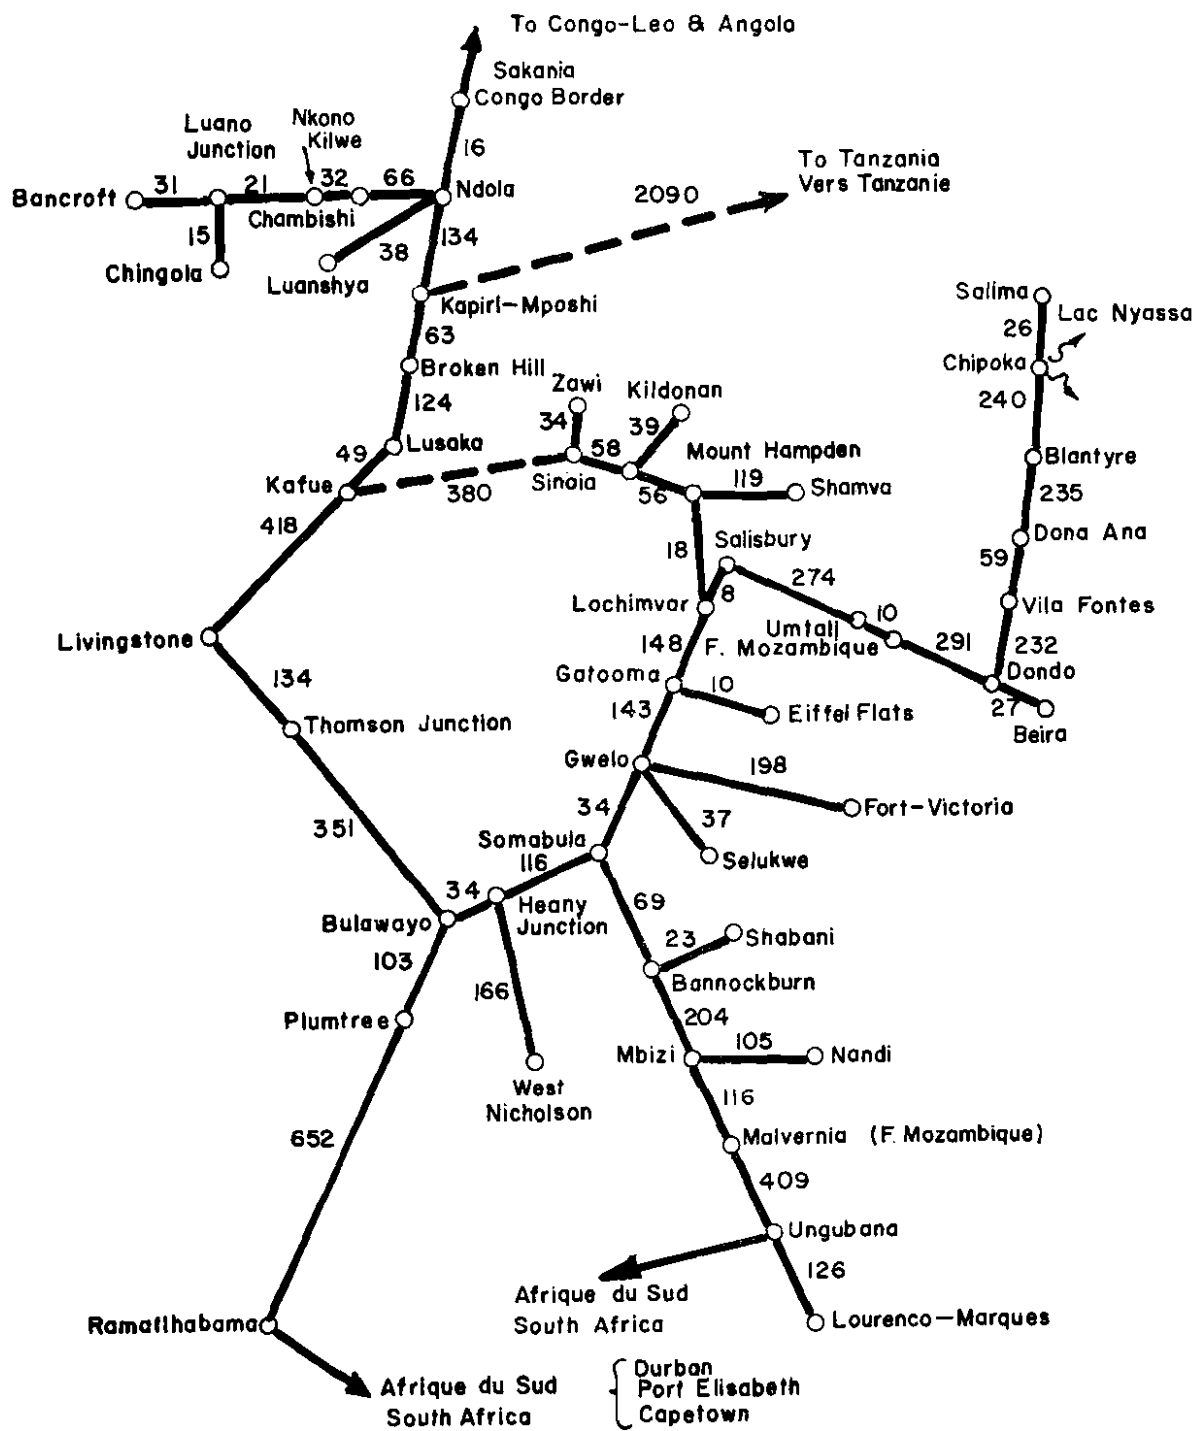 To Congo-Leo & Angola
Sakania
Congo Border
Nkono
Kilwe
Luano
Junction
16
To Tanzania
Vers Tanzanie
2090
Bancroft
31
21
32
66
Ndola
Chambishi
15
38
134
Chingola
Luanshya
Kapiri-Mposhi
Salima
Lac Nyassa
26
63
Chipoka
Broken Hill
Zawi
Kildonan
240
124
34
39
Lusaka
49
58
Mount Hampden
Blantyre
Kafue
380
Sinoia
56
119
Shamva
235
418
Dona Ana
18
Salisbury
59
274
Lochimvar
8
10
Vila Fontes
Livingstone
Umtali
F. Mozambique
291
232
148
Dondo
134
Gatooma
10
27
143
Eiffel Flats
Beira
Thomson Junction
Gwelo
198
34
37
Fort-Victoria
351
Somabula
116
Selukwe
34
Heany
Junction
69
Bulawayo
23
Shabani
103
166
Bannockburn
Plumtree
204
105
Mbizi
Nandi
West
Nicholson
116
652
Malvernia (F. Mozambique)
409
Ungubana
126
Afrique du Sud
South Africa
Ramatlhabama
Lourenco-Marques
Afrique du Sud
South Africa
Durban
Port Elisabeth
Capetown